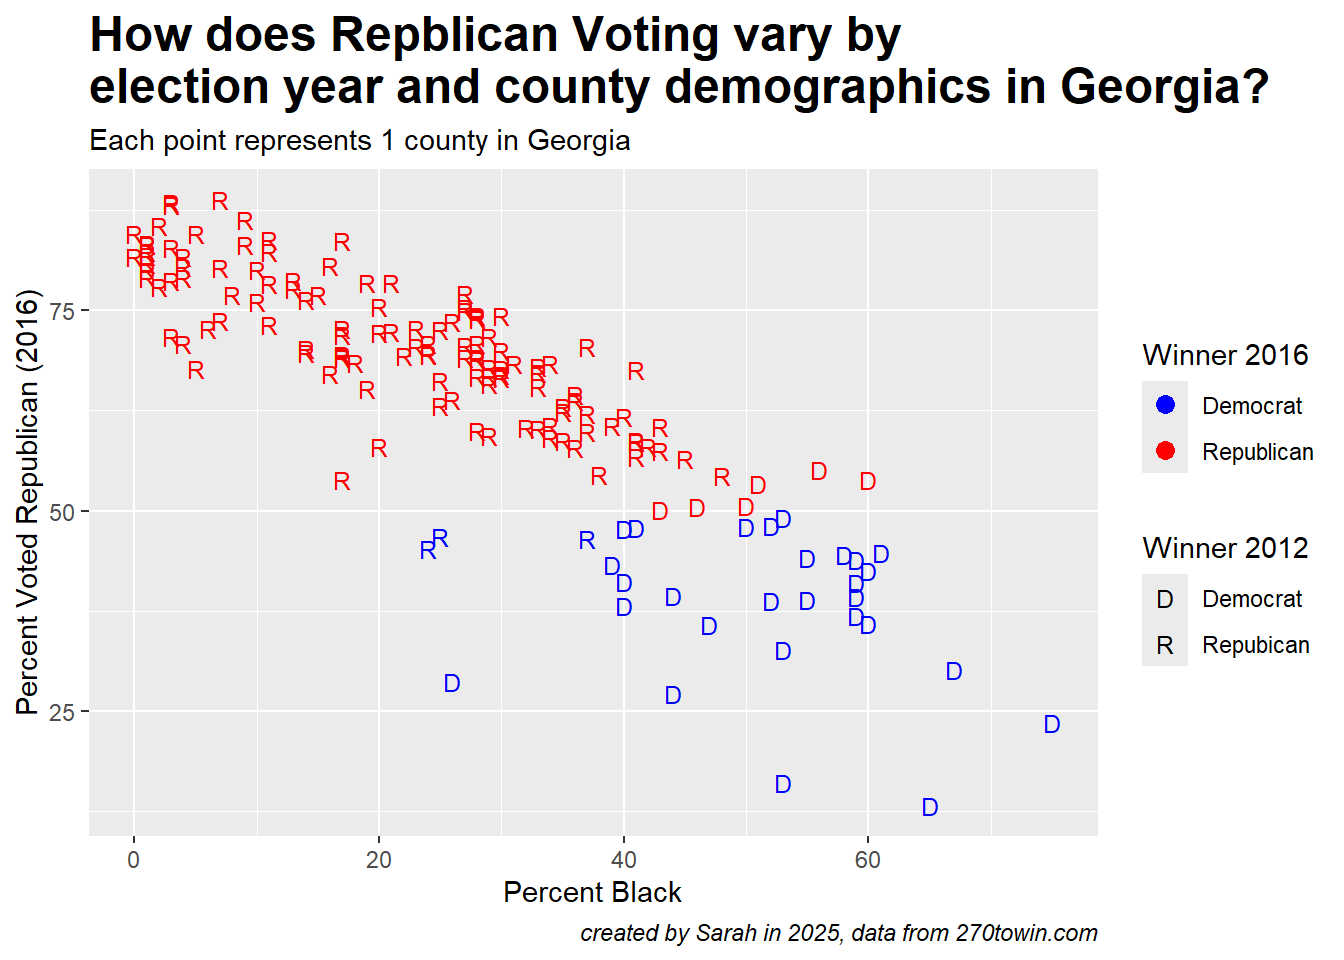 How does Repblican Voting vary by
election year and county demographics in Georgia?
Each point represents 1 county in Georgia
Percent Voted Republican (2016)
75
50
25
0
20
40
60
Percent Black
Winner 2016
Democrat
Republican
Winner 2012
D Democrat
R Repubican
created by Sarah in 2025, data from 270towin.com